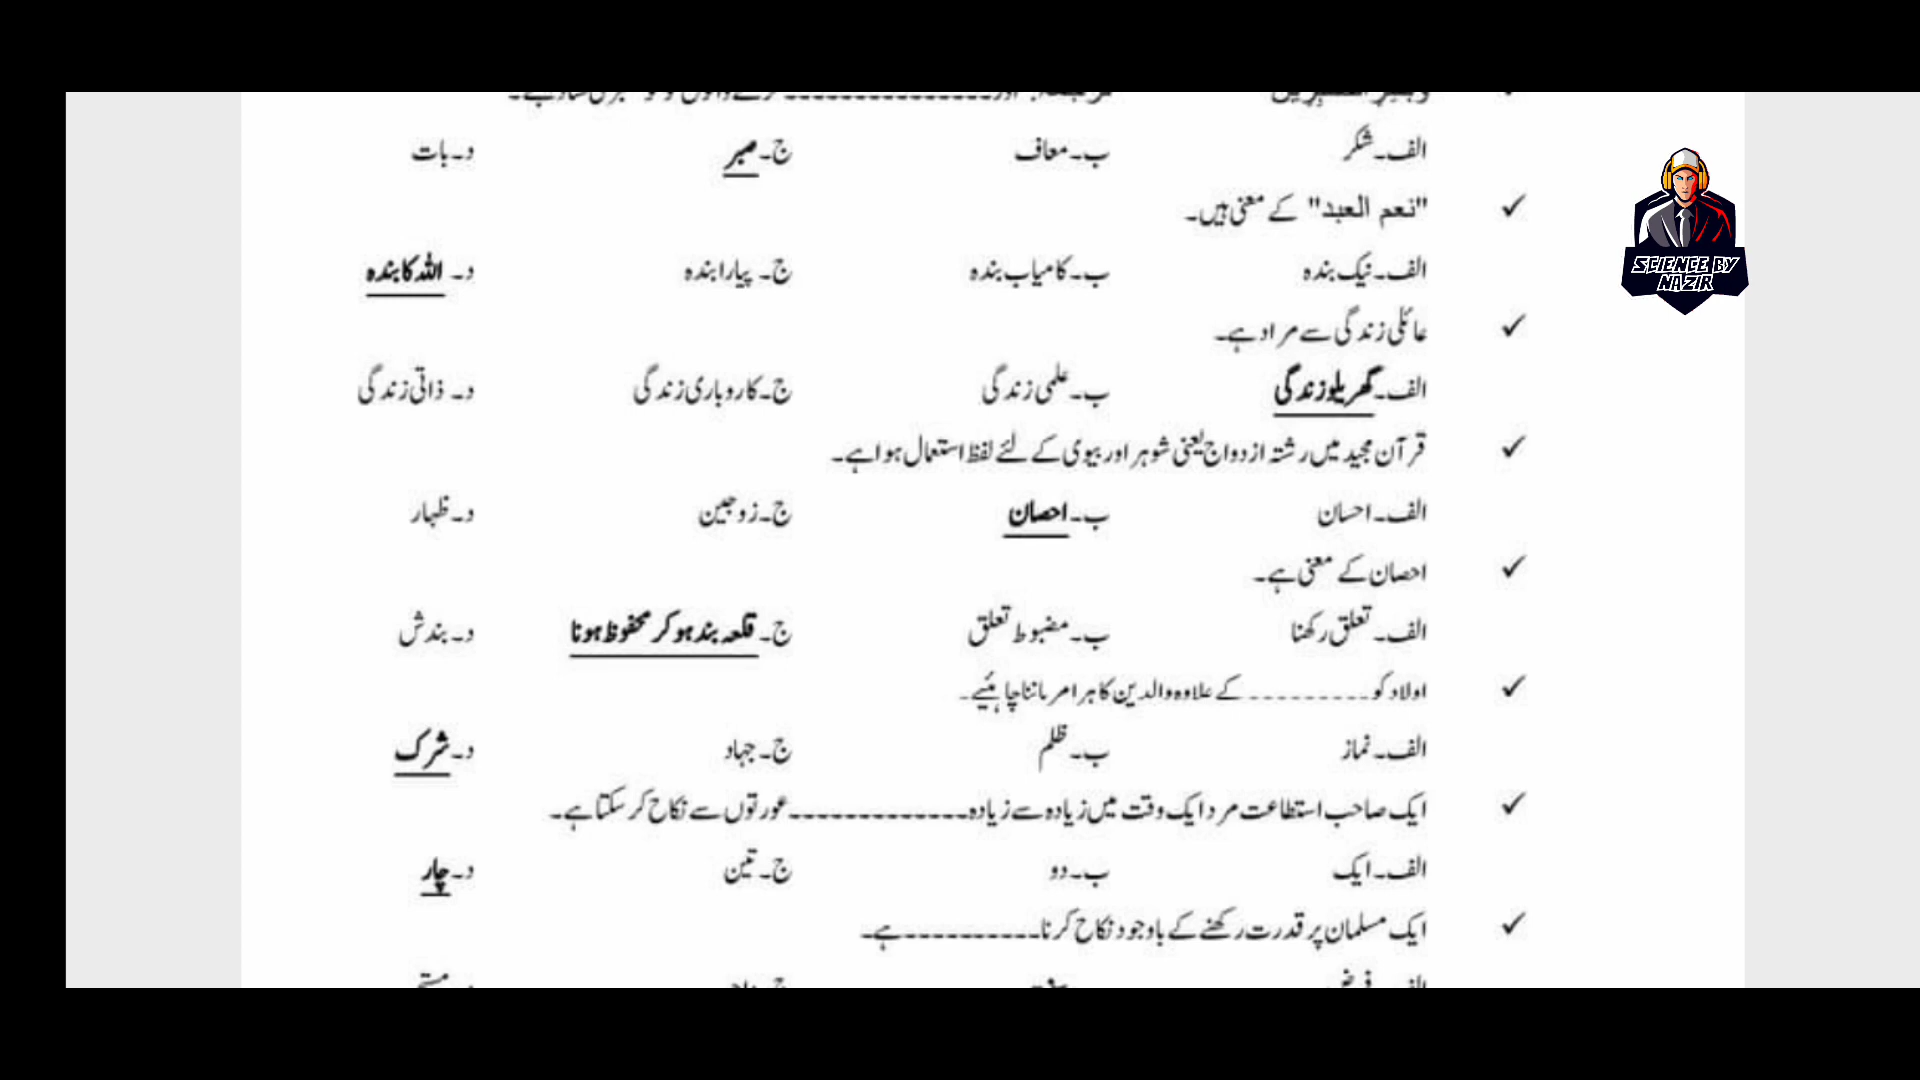 الف۔شکر ب۔معاف ج۔صبر د۔بات
"نعم العبد" کے معنی ہیں۔
الف۔نیک بندہ ب۔کامیاب بندہ ج۔ پیارا بندہ د۔ اللہ کا بندہ
عائلی زندگی سے مراد ہے۔
الف۔گھریلو زندگی ب۔علمی زندگی ج۔کاروباری زندگی د۔ ذاتی زندگی
قرآن مجید میں رشتہ ازدواج یعنی شوہر اور بیوی کے لئے لفظ استعمال ہوا ہے۔
الف۔احسان ب۔احصان ج۔زوجین د۔ظہار
احصان کے معنی ہے۔
الف۔ تعلق رکھنا ب۔مضبوط تعلق ج۔ قلعہ بند ہو کر محفوظ ہونا د۔بندش
اولاد کو---------- کے علاوہ والدین کا ہر امر ماننا چاہئیے۔
الف۔نماز ب۔ظلم ج۔جہاد د۔شرک
ایک صاحب استطاعت مرد ایک وقت میں زیادہ سے زیادہ-------------عورتوں سے نکاح کر سکتا ہے۔
الف۔ایک ب۔دو ج۔تین د۔چار
ایک مسلمان پر قدرت رکھنے کے باوجود نکاح کرنا----------ہے۔
SCIENCE BY
NAZIR